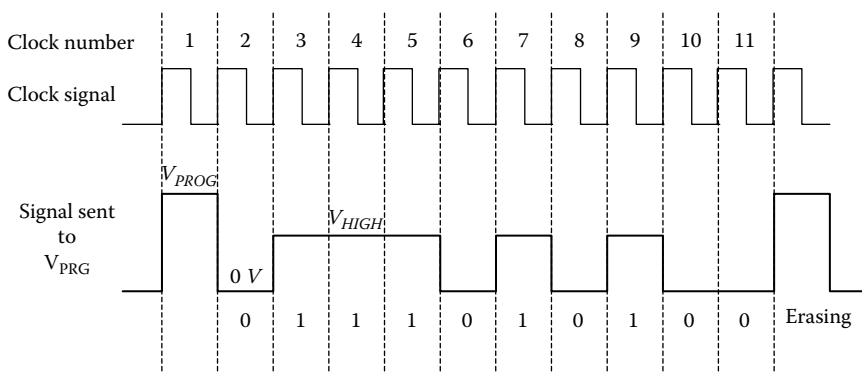 Clock number 1 2 3 4 5 6 7 8 9 10 11
Clock signal
V_PROG
Signal sent
to
V_PRG
V_HIGH
0 V
0 1 1 1 0 1 0 1 0 0 Erasing